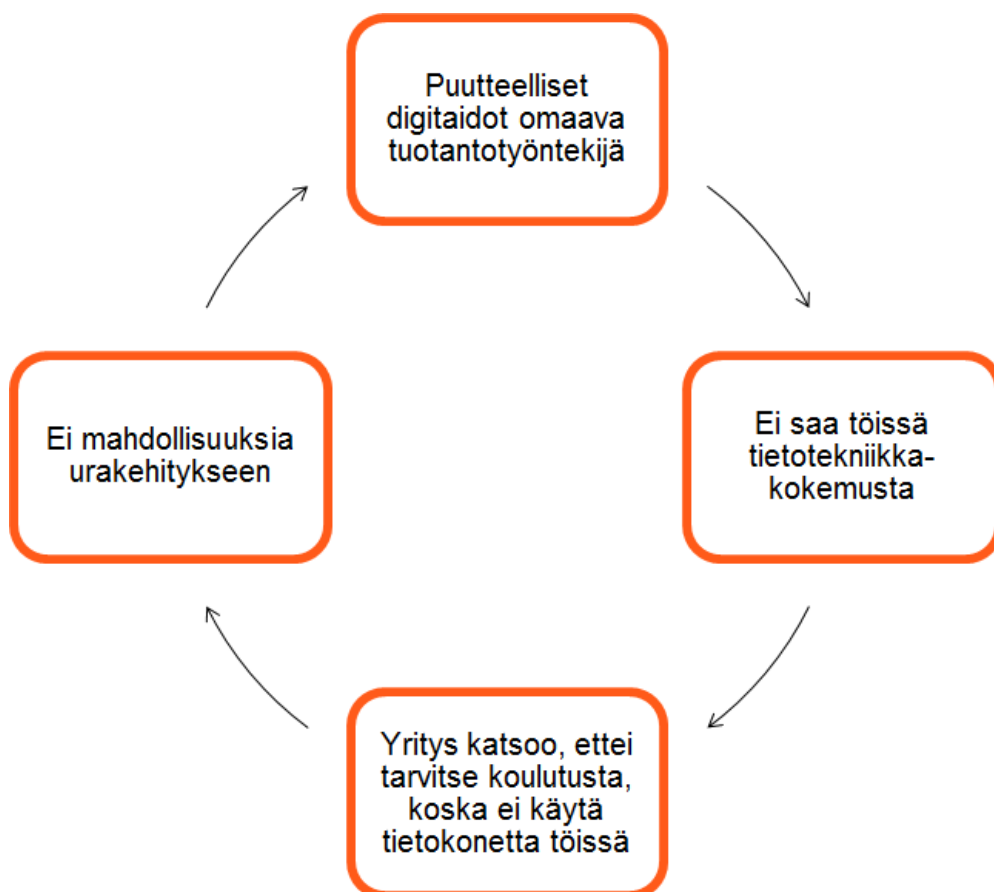 Puutteelliset
digitaidot omaava
tuotantotyöntekijä
Ei saa töissä
tietotekniikka-
kokemusta
Yritys katsoo, ettei
tarvitse koulutusta,
koska ei käytä
tietokonetta töissä
Ei mahdollisuuksia
urakehitykseen